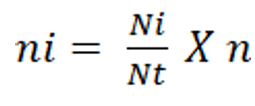 ni = Ni/Nt X n